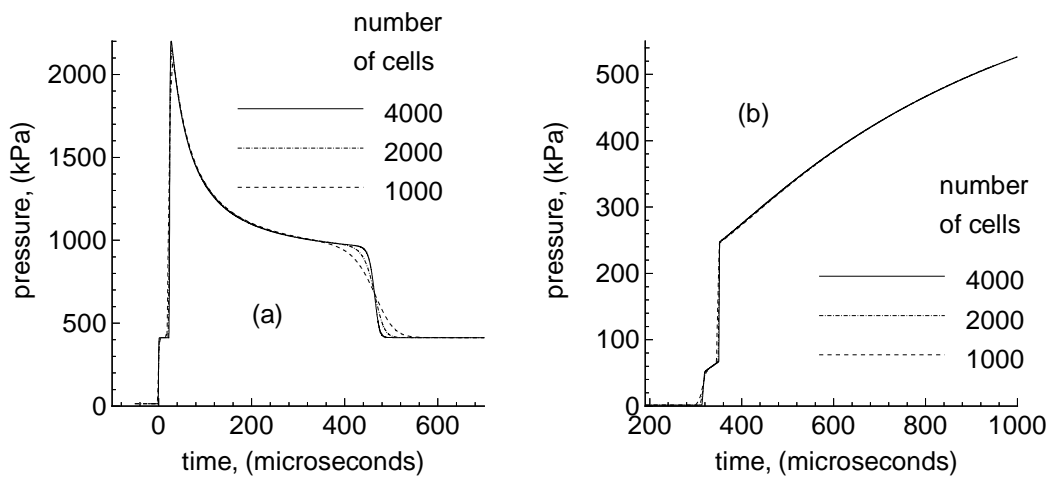 number
of cells
4000
2000
1000
(a)
pressure, (kPa)
2000
1500
1000
500
0
0 200 400 600
time, (microseconds)
(b)
number
of cells
4000
2000
1000
pressure, (kPa)
500
400
300
200
100
0
200 400 600 800 1000
time, (microseconds)